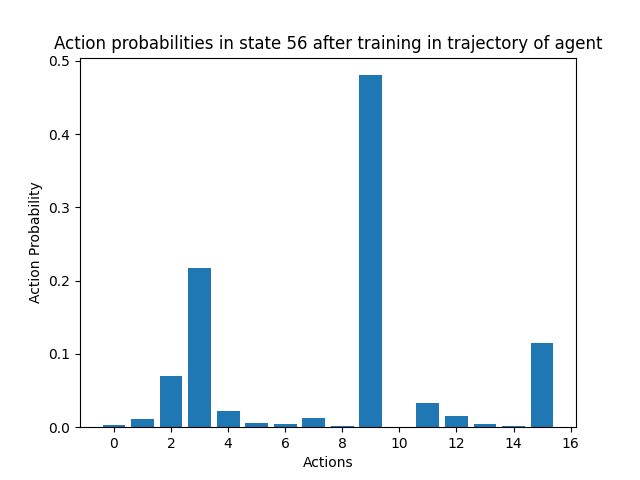 Action probabilities in state 56 after training in trajectory of agent
0.5
0.4
0.3
0.2
0.1
0.0
Action Probability
0 2 4 6 8 10 12 14 16
Actions